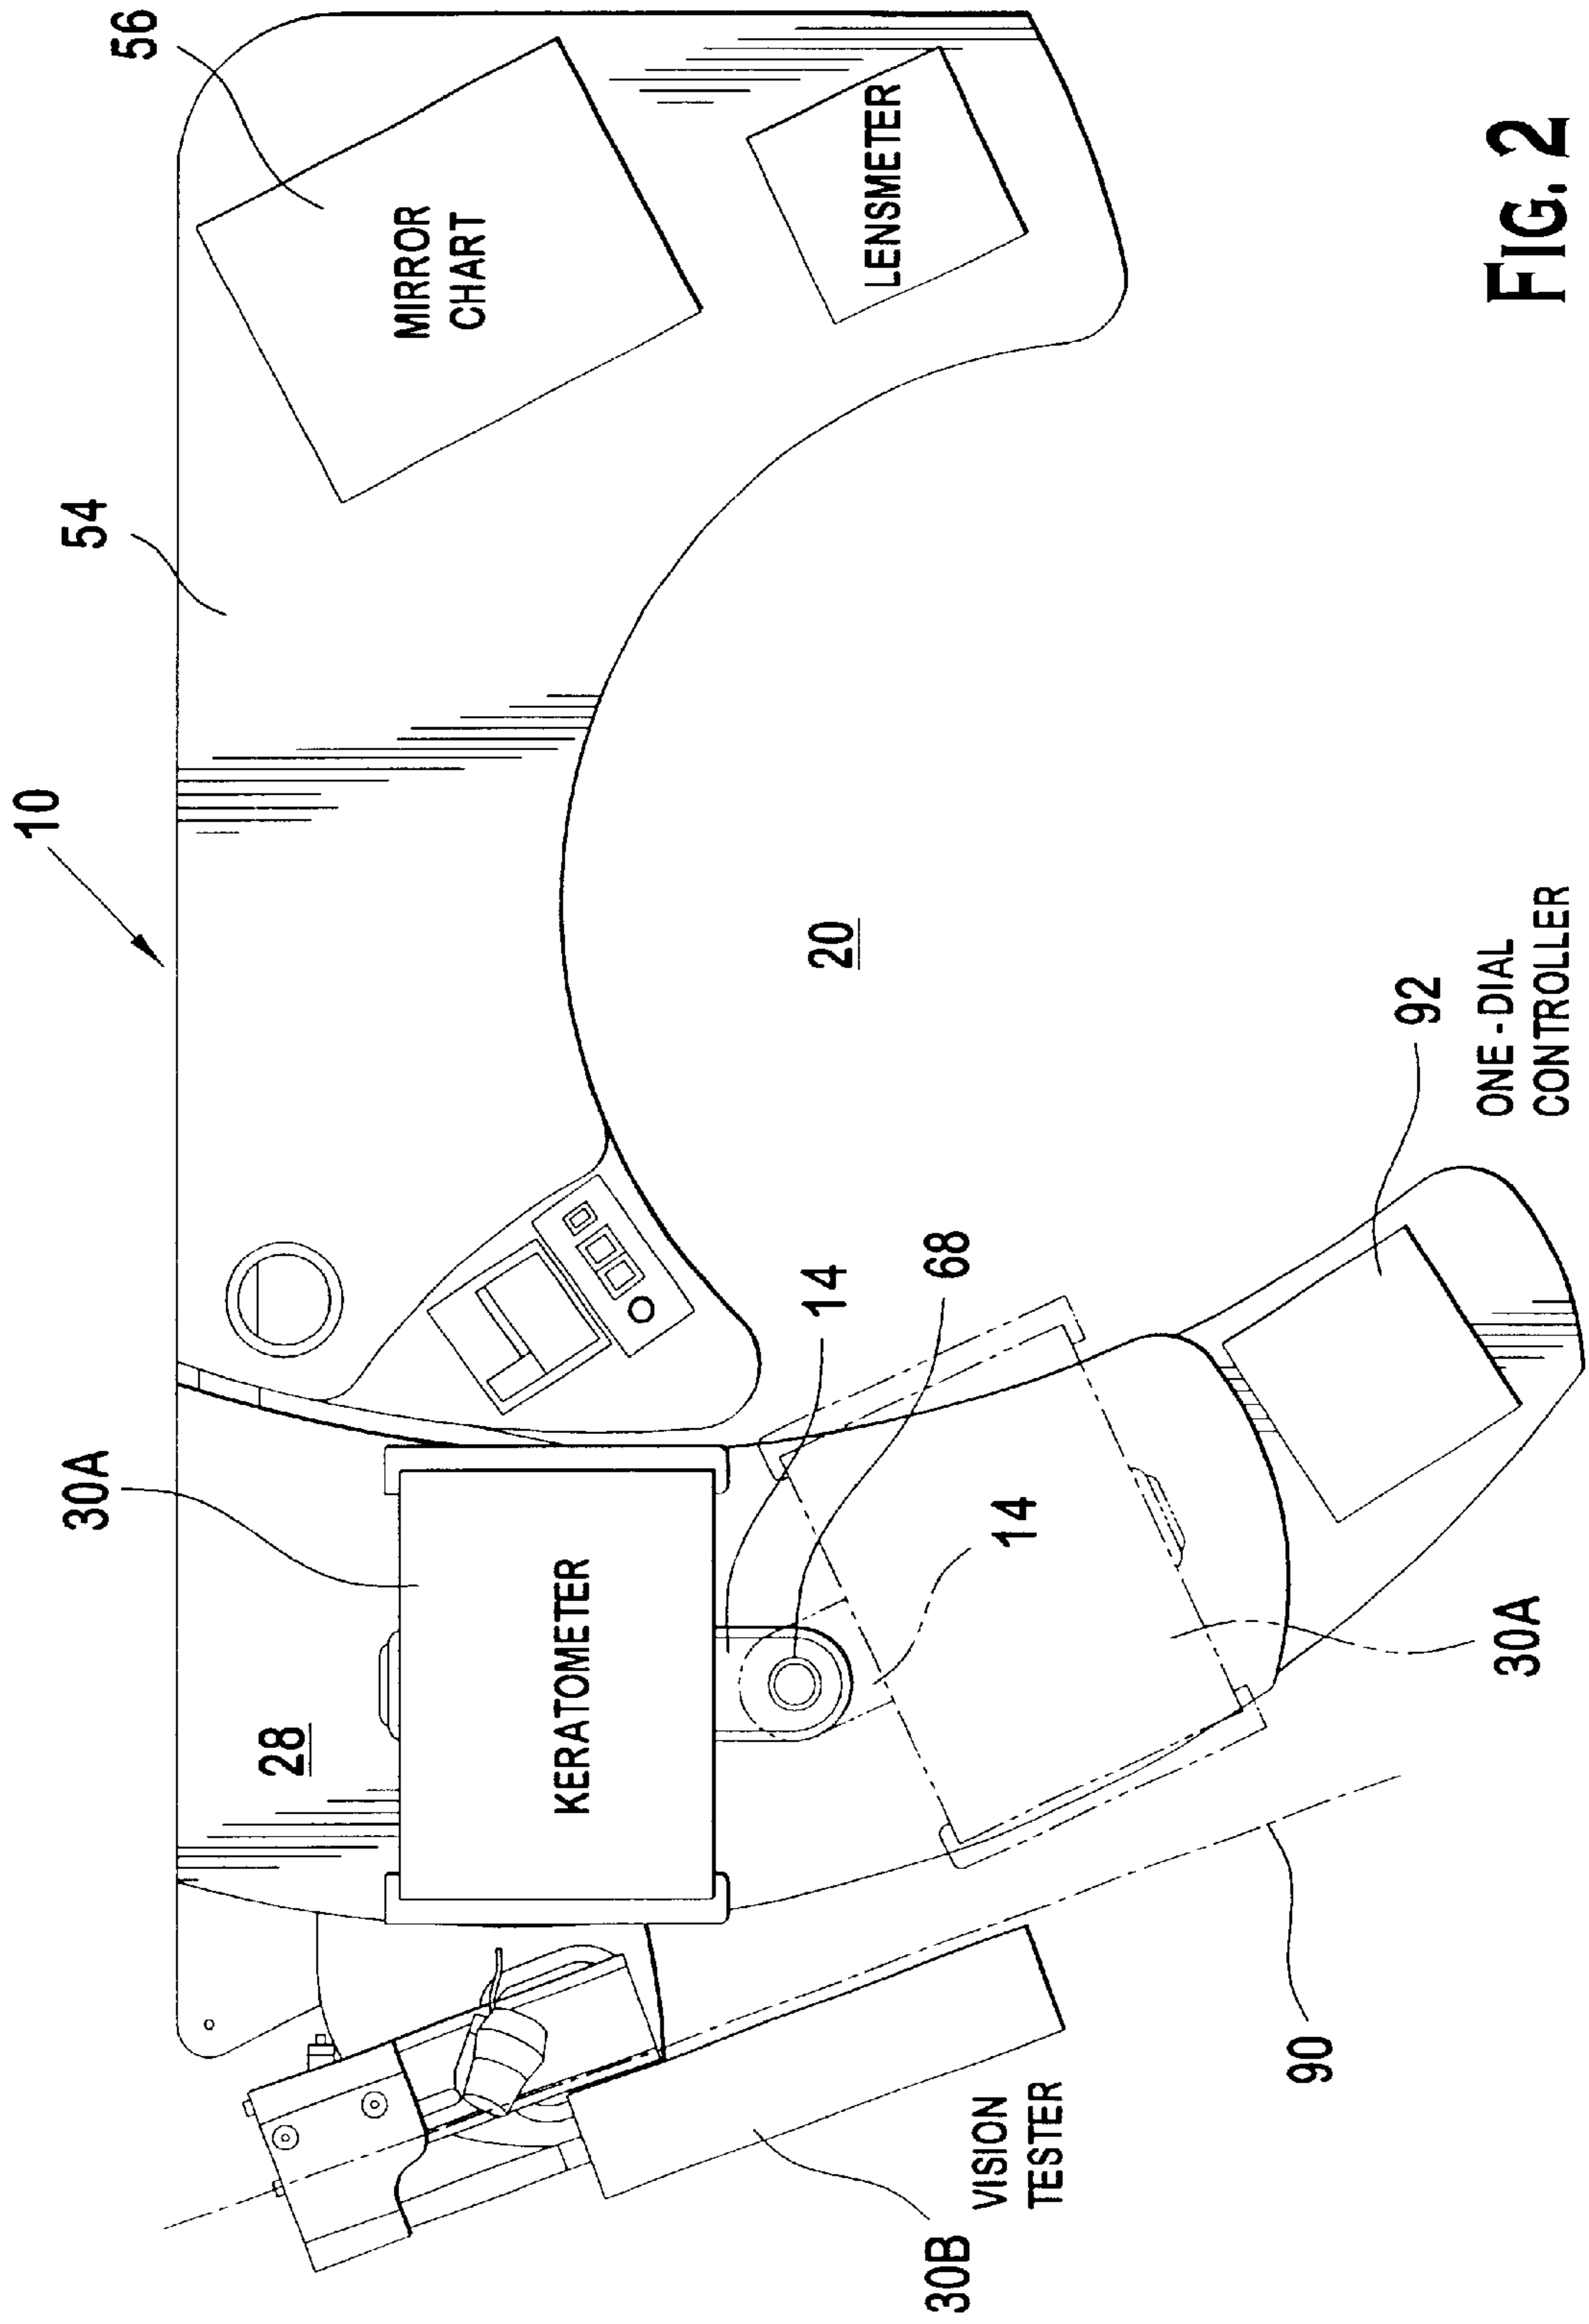 10
54
56
MIRROR
CHART
LENSMETER
30A
28
KERATOMETER
14
68
20
14
30A
92
ONE-DIAL
CONTROLLER
30B
VISION
TESTER
90
FIG. 2